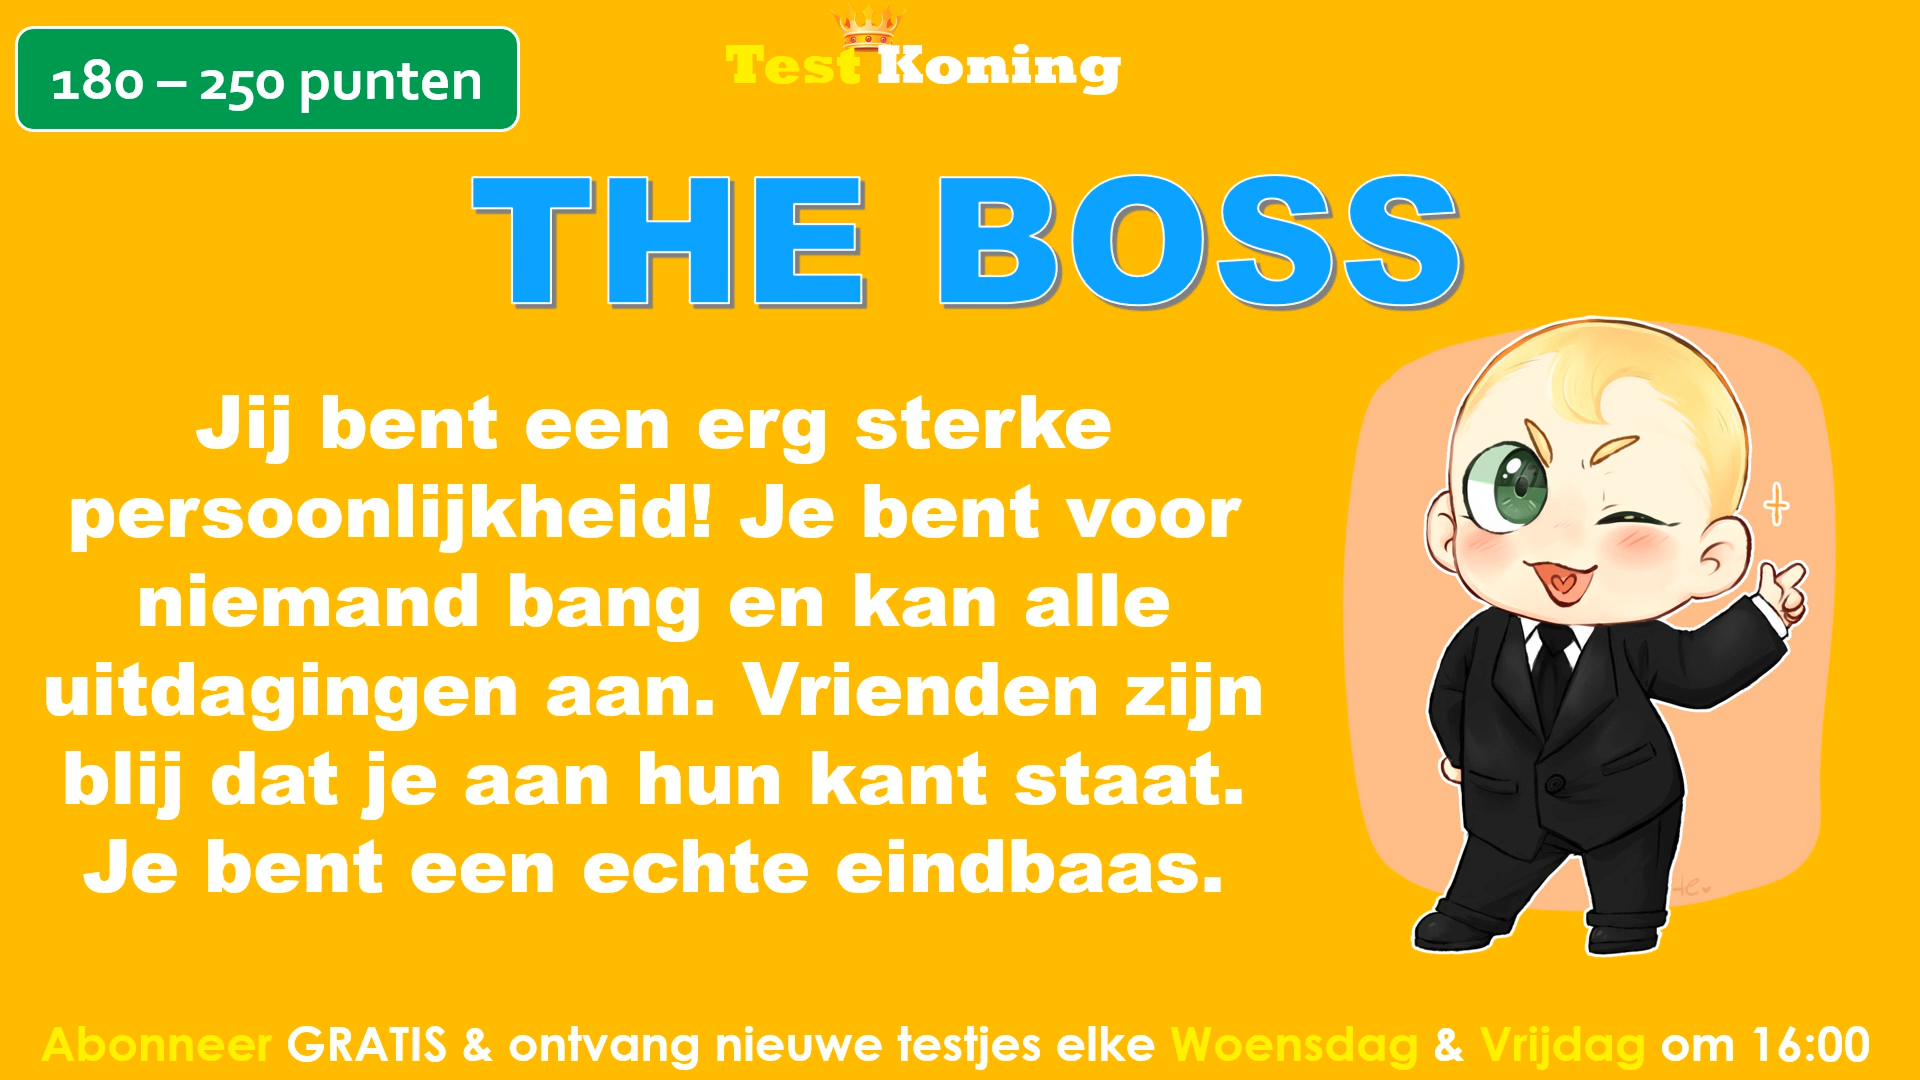 180 – 250 punten
Test Koning
THE BOSS
Jij bent een erg sterke
persoonlijkheid! Je bent voor
niemand bang en kan alle
uitdagingen aan. Vrienden zijn
blij dat je aan hun kant staat.
Je bent een echte eindbaas.
Abonneer GRATIS & ontvang nieuwe testjes elke Woensdag & Vrijdag om 16:00